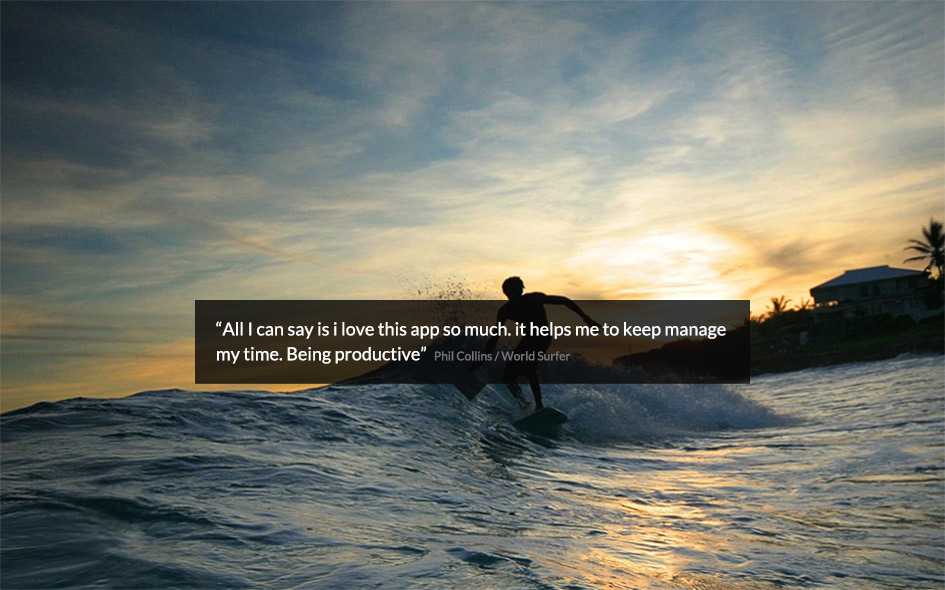 “All I can say is i love this app so much. it helps me to keep manage
my time. Being productive” Phil Collins / World Surfer